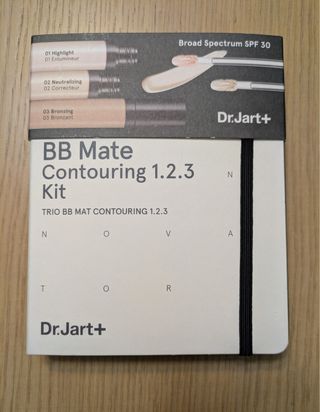 Broad Spectrum SPF 30
01 Highlight
01 Enlumineur
02 Neutralizing
02 Correcteur
03 Bronzing
03 Bronzant
Dr.Jart+
BB Mate
Contouring 1.2.3
Kit
TRIO BB MAT CONTOURING 1.2.3
N
N O V A
T O R
Dr.Jart+